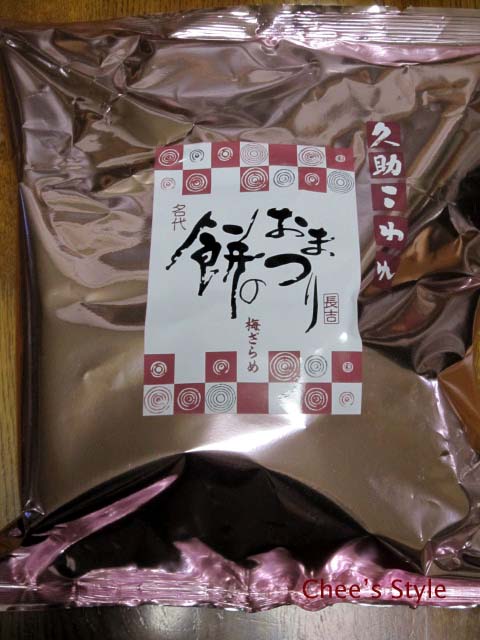 久助こわれ
おまつり
の餅
名代
長吉
梅ざらめ
Chee's Style